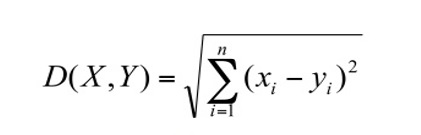 D(X,Y) = √(∑_{i=1}^{n} (x_i − y_i)^2)